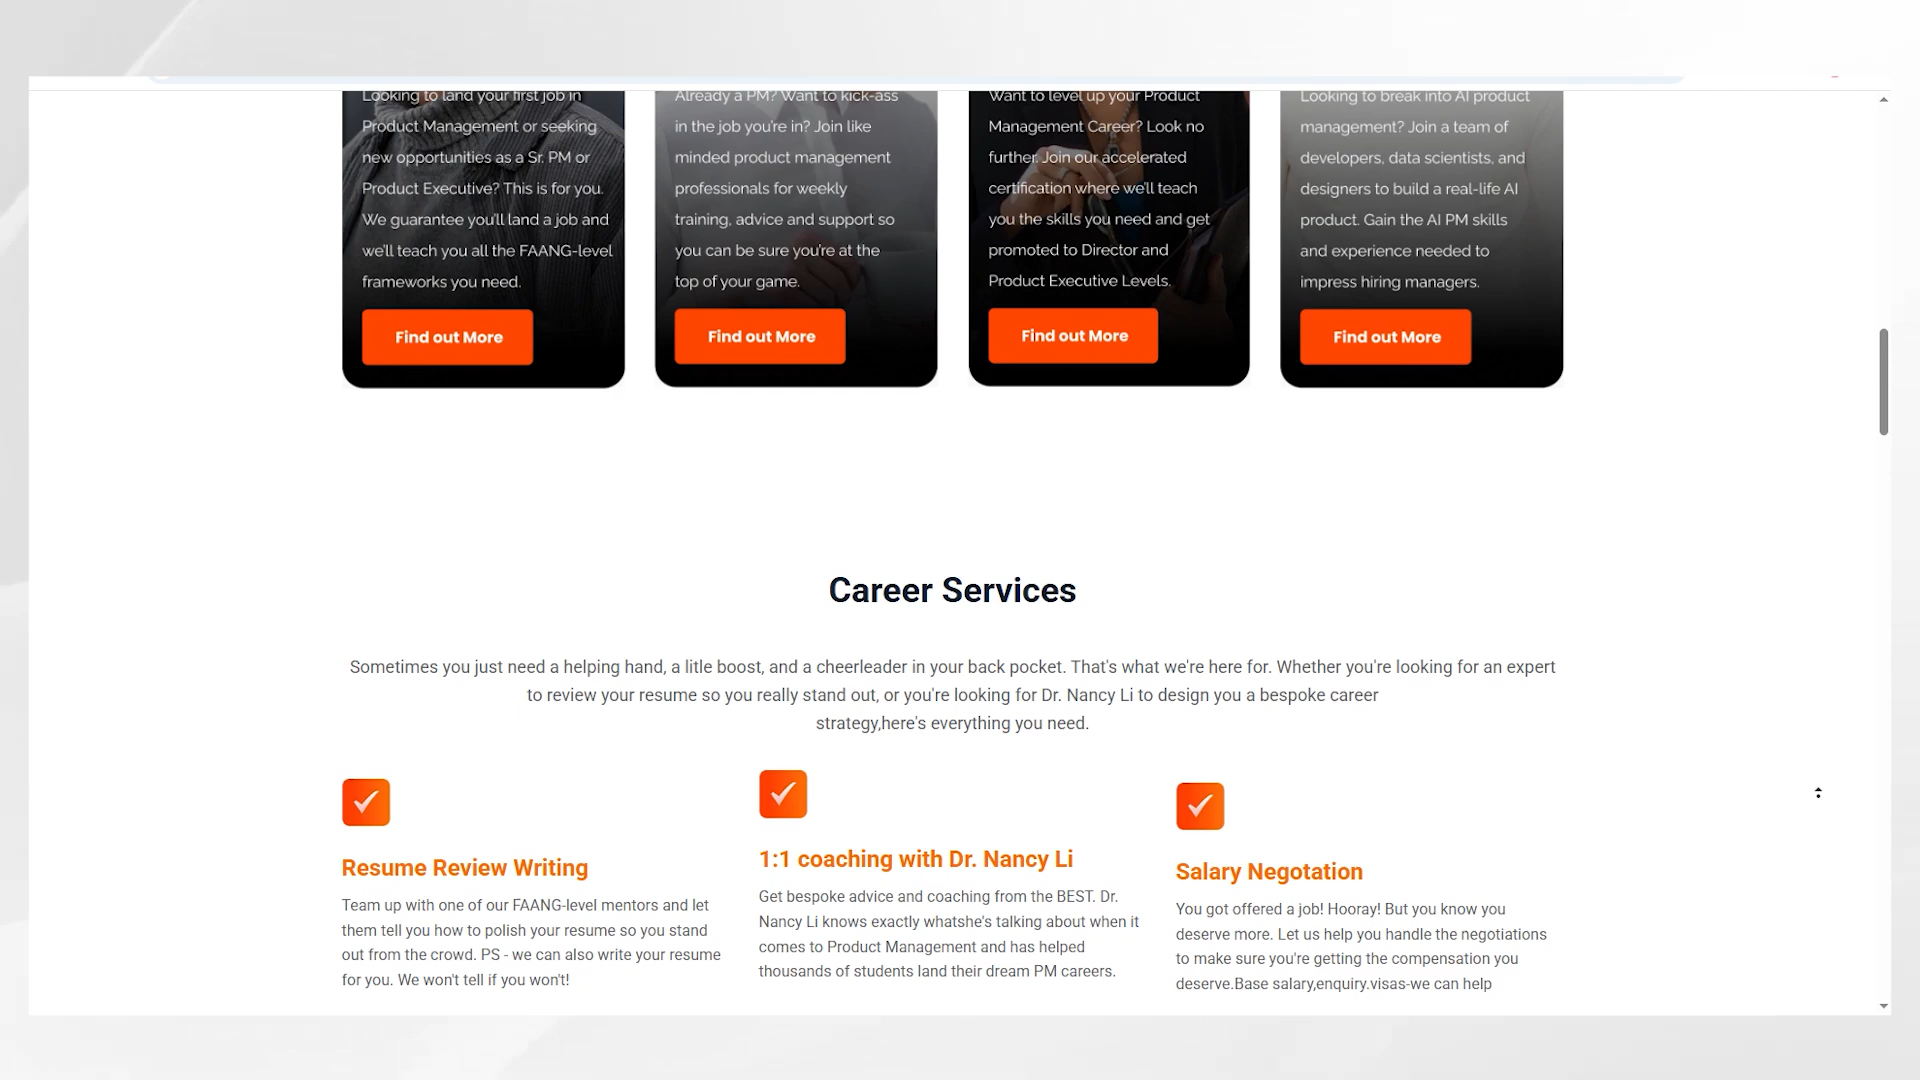 Looking to land your first job in
Product Management or seeking
new opportunities as a Sr. PM or
Product Executive? This is for you.
We guarantee you'll land a job and
we'll teach you all the FAANG-level
frameworks you need.
Find out More
Already a PM? Want to kick-ass
in the job you're in? Join like
minded product management
professionals for weekly
training, advice and support so
you can be sure you're at the
top of your game.
Find out More
Want to level up your Product
Management Career? Look no
further. Join our accelerated
certification where we'll teach
you the skills you need and get
promoted to Director and
Product Executive Levels.
Find out More
Looking to break into AI product
management? Join a team of
developers, data scientists, and
designers to build a real-life AI
product. Gain the AI PM skills
and experience needed to
impress hiring managers.
Find out More
Career Services
Sometimes you just need a helping hand, a litle boost, and a cheerleader in your back pocket. That's what we're here for. Whether you're looking for an expert
to review your resume so you really stand out, or you're looking for Dr. Nancy Li to design you a bespoke career
strategy,here's everything you need.
Resume Review Writing
Team up with one of our FAANG-level mentors and let
them tell you how to polish your resume so you stand
out from the crowd. PS - we can also write your resume
for you. We won't tell if you won't!
1:1 coaching with Dr. Nancy Li
Get bespoke advice and coaching from the BEST. Dr.
Nancy Li knows exactly whatshe's talking about when it
comes to Product Management and has helped
thousands of students land their dream PM careers.
Salary Negotation
You got offered a job! Hooray! But you know you
deserve more. Let us help you handle the negotiations
to make sure you're getting the compensation you
deserve.Base salary,enquiry.visas-we can help